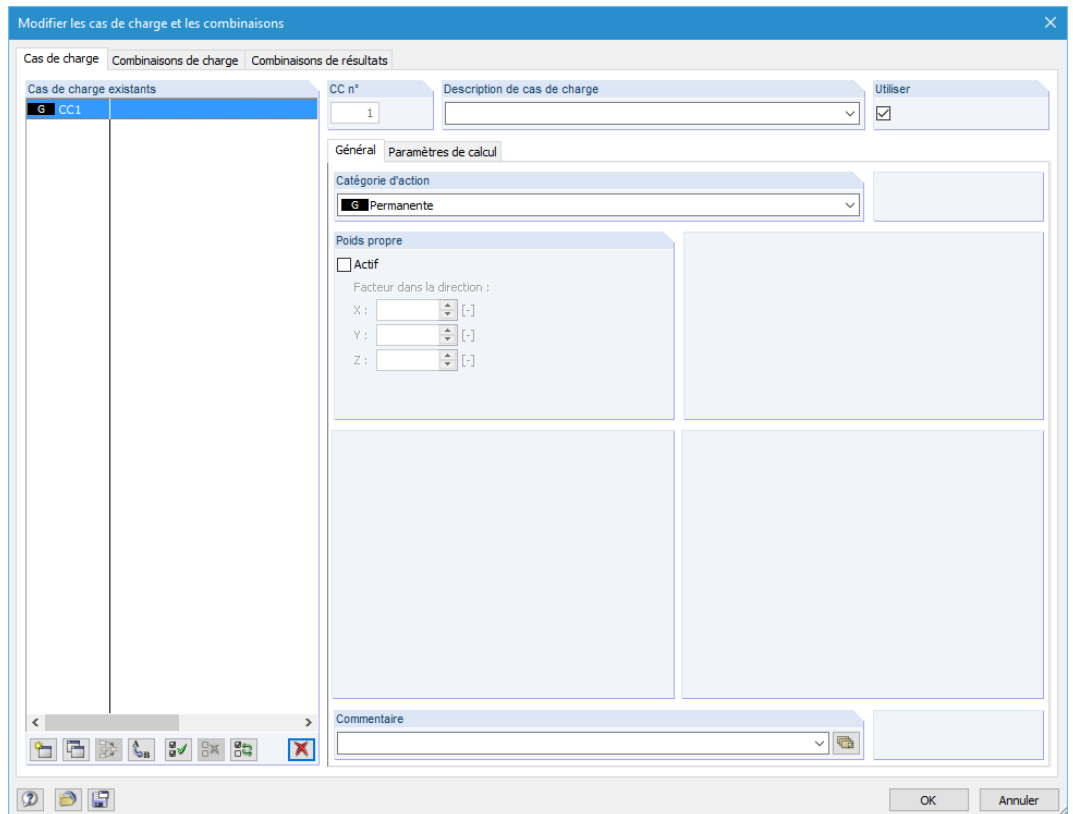 Modifier les cas de charge et les combinaisons
Cas de charge
Combinaisons de charge
Combinaisons de résultats
Cas de charge existants
G CC1
CC n°
1
Description de cas de charge
Utiliser
Général
Paramètres de calcul
Catégorie d'action
G Permanente
Poids propre
Actif
Facteur dans la direction :
X : [-]
Y : [-]
Z : [-]
Commentaire
OK
Annuler